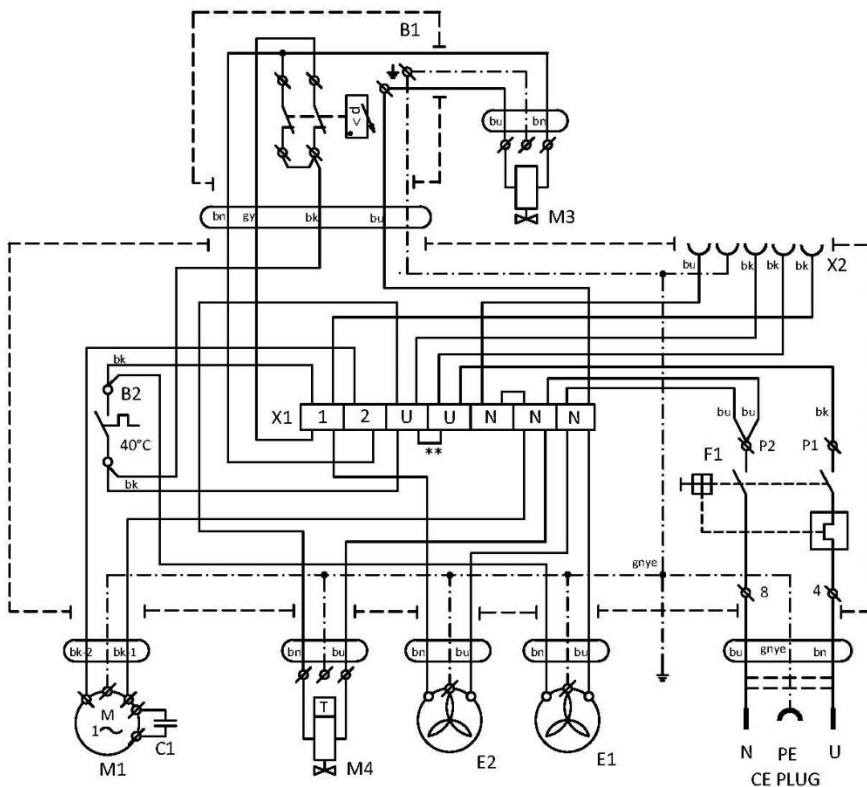 B1
<d
bu bn
M3
bn gy bk bu
bu bk bk bk
X2
bk
B2
40°C
bk
X1 1 2 U U N N N
**
bu bu bk
F1 P2 P1
gnye
8 4
bk-2 bk-1
bn bu
bn bu
bn bu
bu gnye bn
M
1~
C1
M1
T
M4
E2
E1
N PE U
CE PLUG